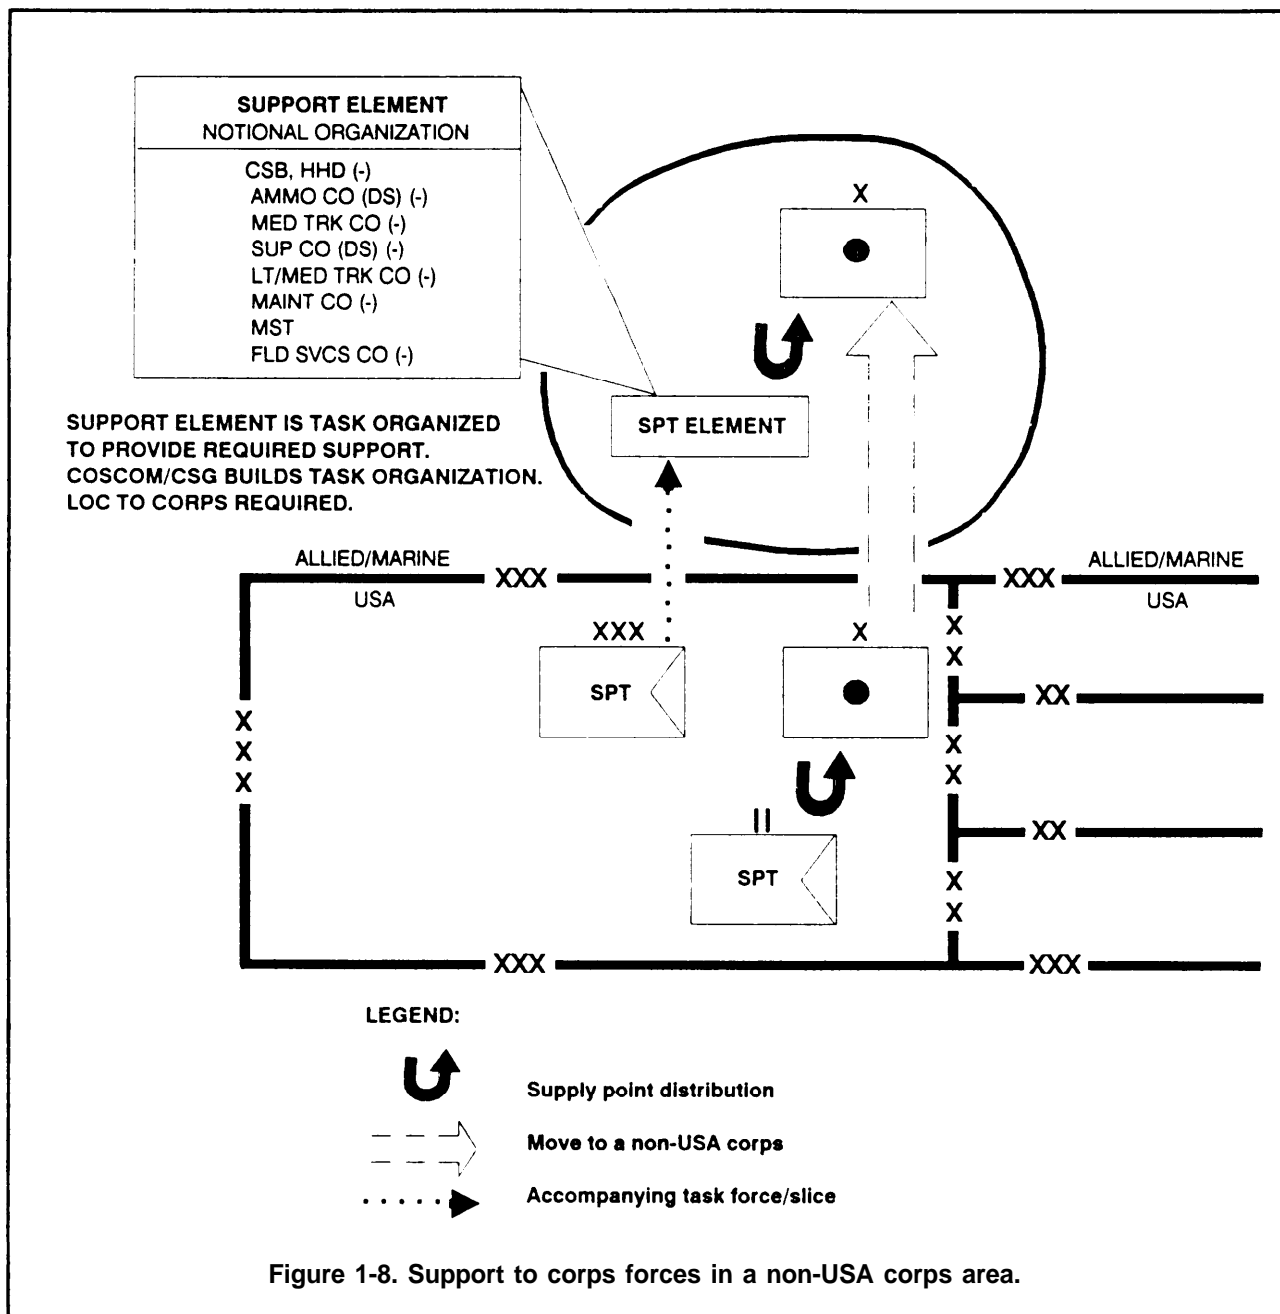 SUPPORT ELEMENT
NOTIONAL ORGANIZATION
CSB, HHD (-)
AMMO CO (DS) (-)
MED TRK CO (-)
SUP CO (DS) (-)
LT/MED TRK CO (-)
MAINT CO (-)
MST
FLD SVCS CO (-)
X
SPT ELEMENT
SUPPORT ELEMENT IS TASK ORGANIZED
TO PROVIDE REQUIRED SUPPORT.
COSCOM/CSG BUILDS TASK ORGANIZATION.
LOC TO CORPS REQUIRED.
ALLIED/MARINE
XXX
USA
XXX
ALLIED/MARINE
USA
XXX
SPT
X
X
X
XX
X
X
X
X
X
XX
II
SPT
X
X
XXX
XXX
LEGEND:
Supply point distribution
Move to a non-USA corps
Accompanying task force/slice
Figure 1-8. Support to corps forces in a non-USA corps area.